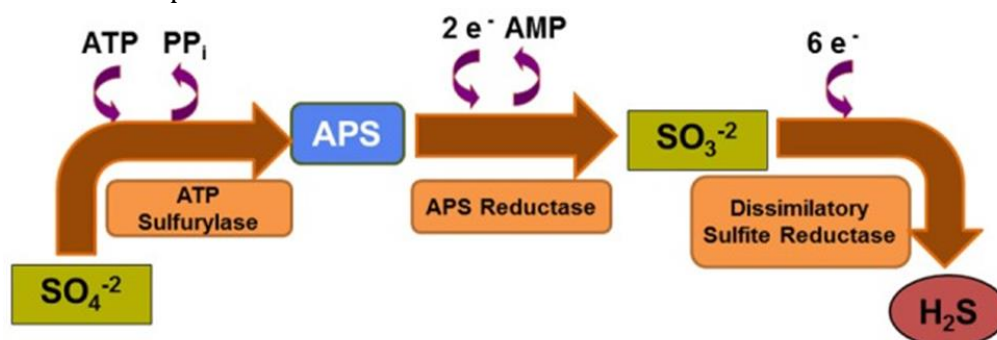 ATP PPi
2 e⁻ AMP
6 e⁻
APS
SO₃⁻²
ATP
Sulfurylase
APS Reductase
Dissimilatory
Sulfite Reductase
SO₄⁻²
H₂S